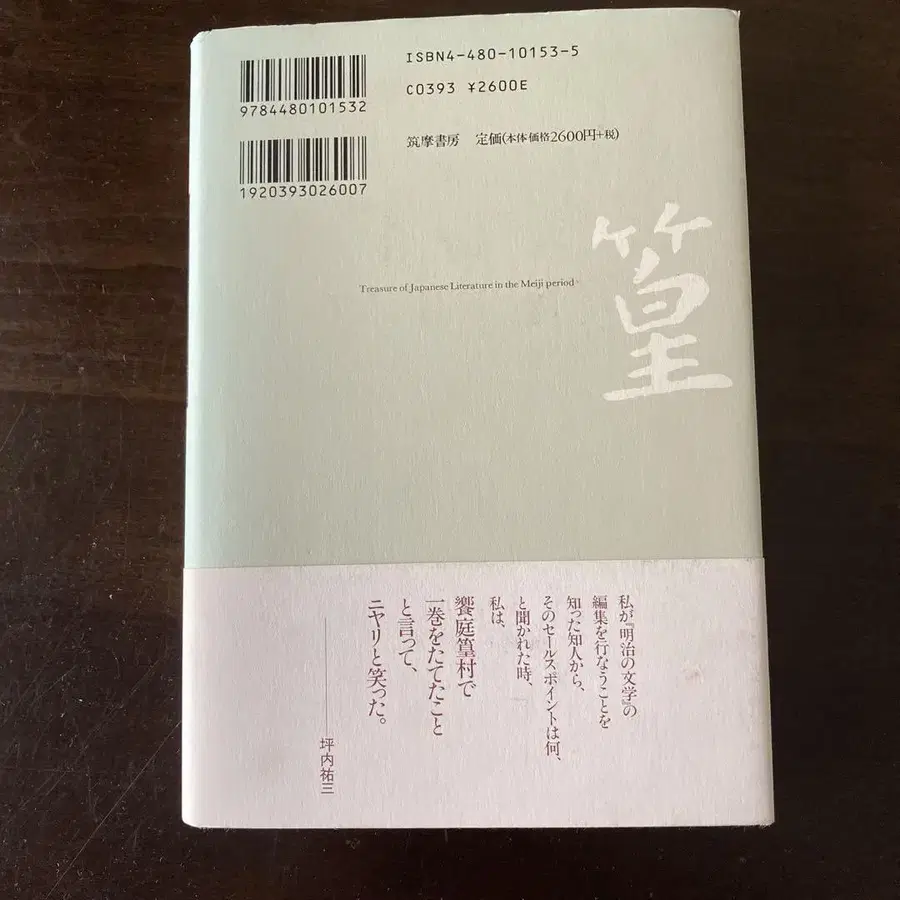 ISBN4-480-10153-5
C0393 ¥2600E
9784480101532
筑摩書房 定価(本体価格2600円+税)
1920393026007
篁
Treasure of Japanese Literature in the Meiji period
私が『明治の文学』の
編集を行なうことを
知った知人から、
そのセールスポイントは何、
と聞かれた時、
私は、
饗庭篁村で
一巻をたてたこと
と言って、
ニヤリと笑った。
坪内祐三